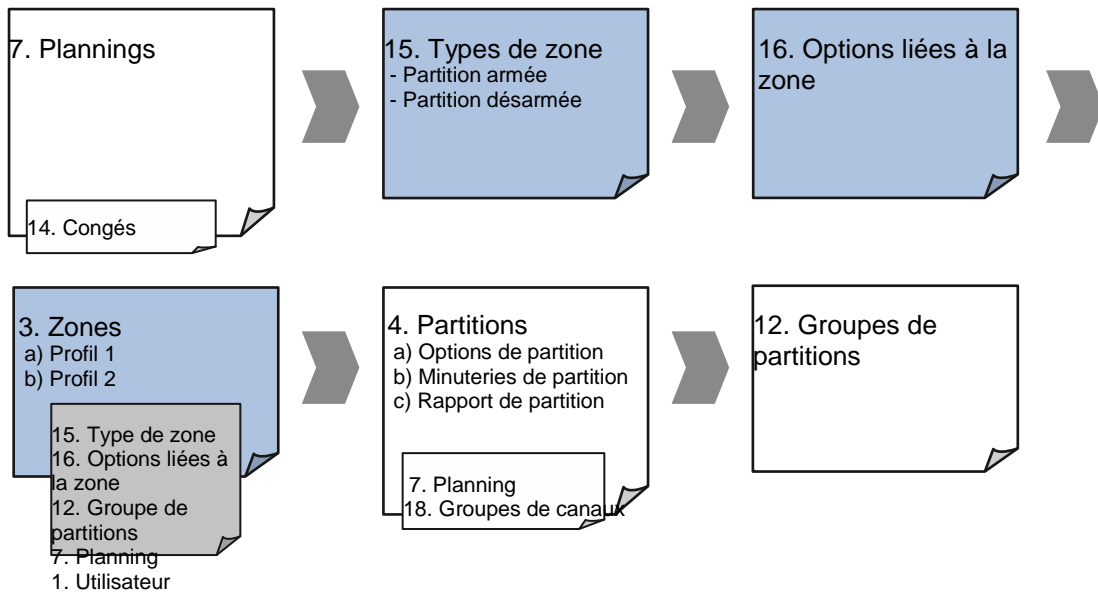 7. Plannings
14. Congés
15. Types de zone
- Partition armée
- Partition désarmée
16. Options liées à la
zone
3. Zones
a) Profil 1
b) Profil 2
15. Type de zone
16. Options liées à
la zone
12. Groupe de
partitions
7. Planning
1. Utilisateur
4. Partitions
a) Options de partition
b) Minuteries de partition
c) Rapport de partition
7. Planning
18. Groupes de canaux
12. Groupes de
partitions